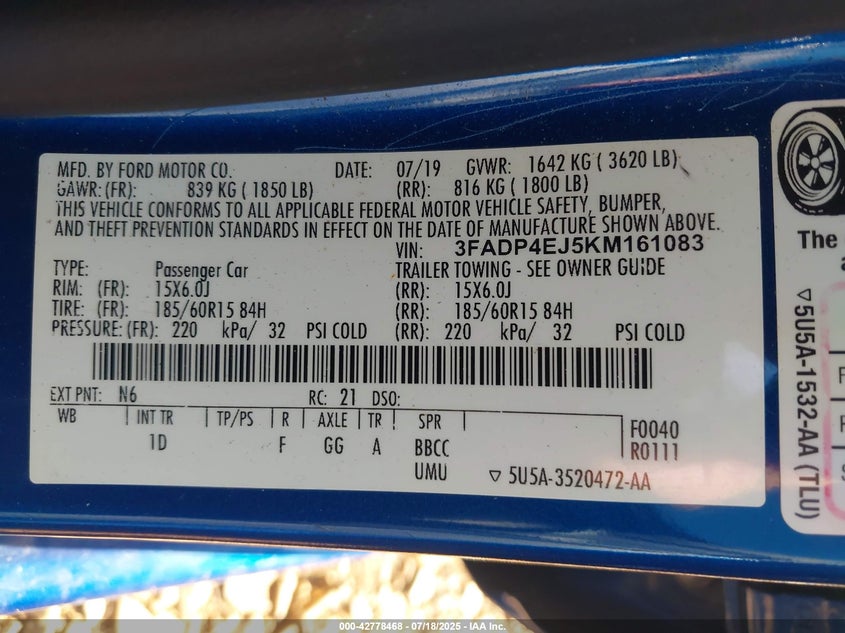 MFD. BY FORD MOTOR CO. DATE: 07/19 GVWR: 1642 KG ( 3620 LB)
GAWR: (FR): 839 KG ( 1850 LB) (RR): 816 KG ( 1800 LB)
THIS VEHICLE CONFORMS TO ALL APPLICABLE FEDERAL MOTOR VEHICLE SAFETY, BUMPER,
AND THEFT PREVENTION STANDARDS IN EFFECT ON THE DATE OF MANUFACTURE SHOWN ABOVE.
VIN: 3FADP4EJ5KM161083
TYPE: Passenger Car TRAILER TOWING - SEE OWNER GUIDE
RIM: (FR): 15X6.0J (RR): 15X6.0J
TIRE: (FR): 185/60R15 84H (RR): 185/60R15 84H
PRESSURE: (FR): 220 kPa/ 32 PSI COLD (RR): 220 kPa/ 32 PSI COLD
EXT PNT: N6 RC: 21 DSO:
WB INT TR TP/PS R AXLE TR SPR
1D F GG A BBCC
UMU
F0040
R0111
▽ 5U5A-3520472-AA
The
▽5U5A-1532-AA (TLU)
000-42778468 - 07/18/2025 - IAA Inc.